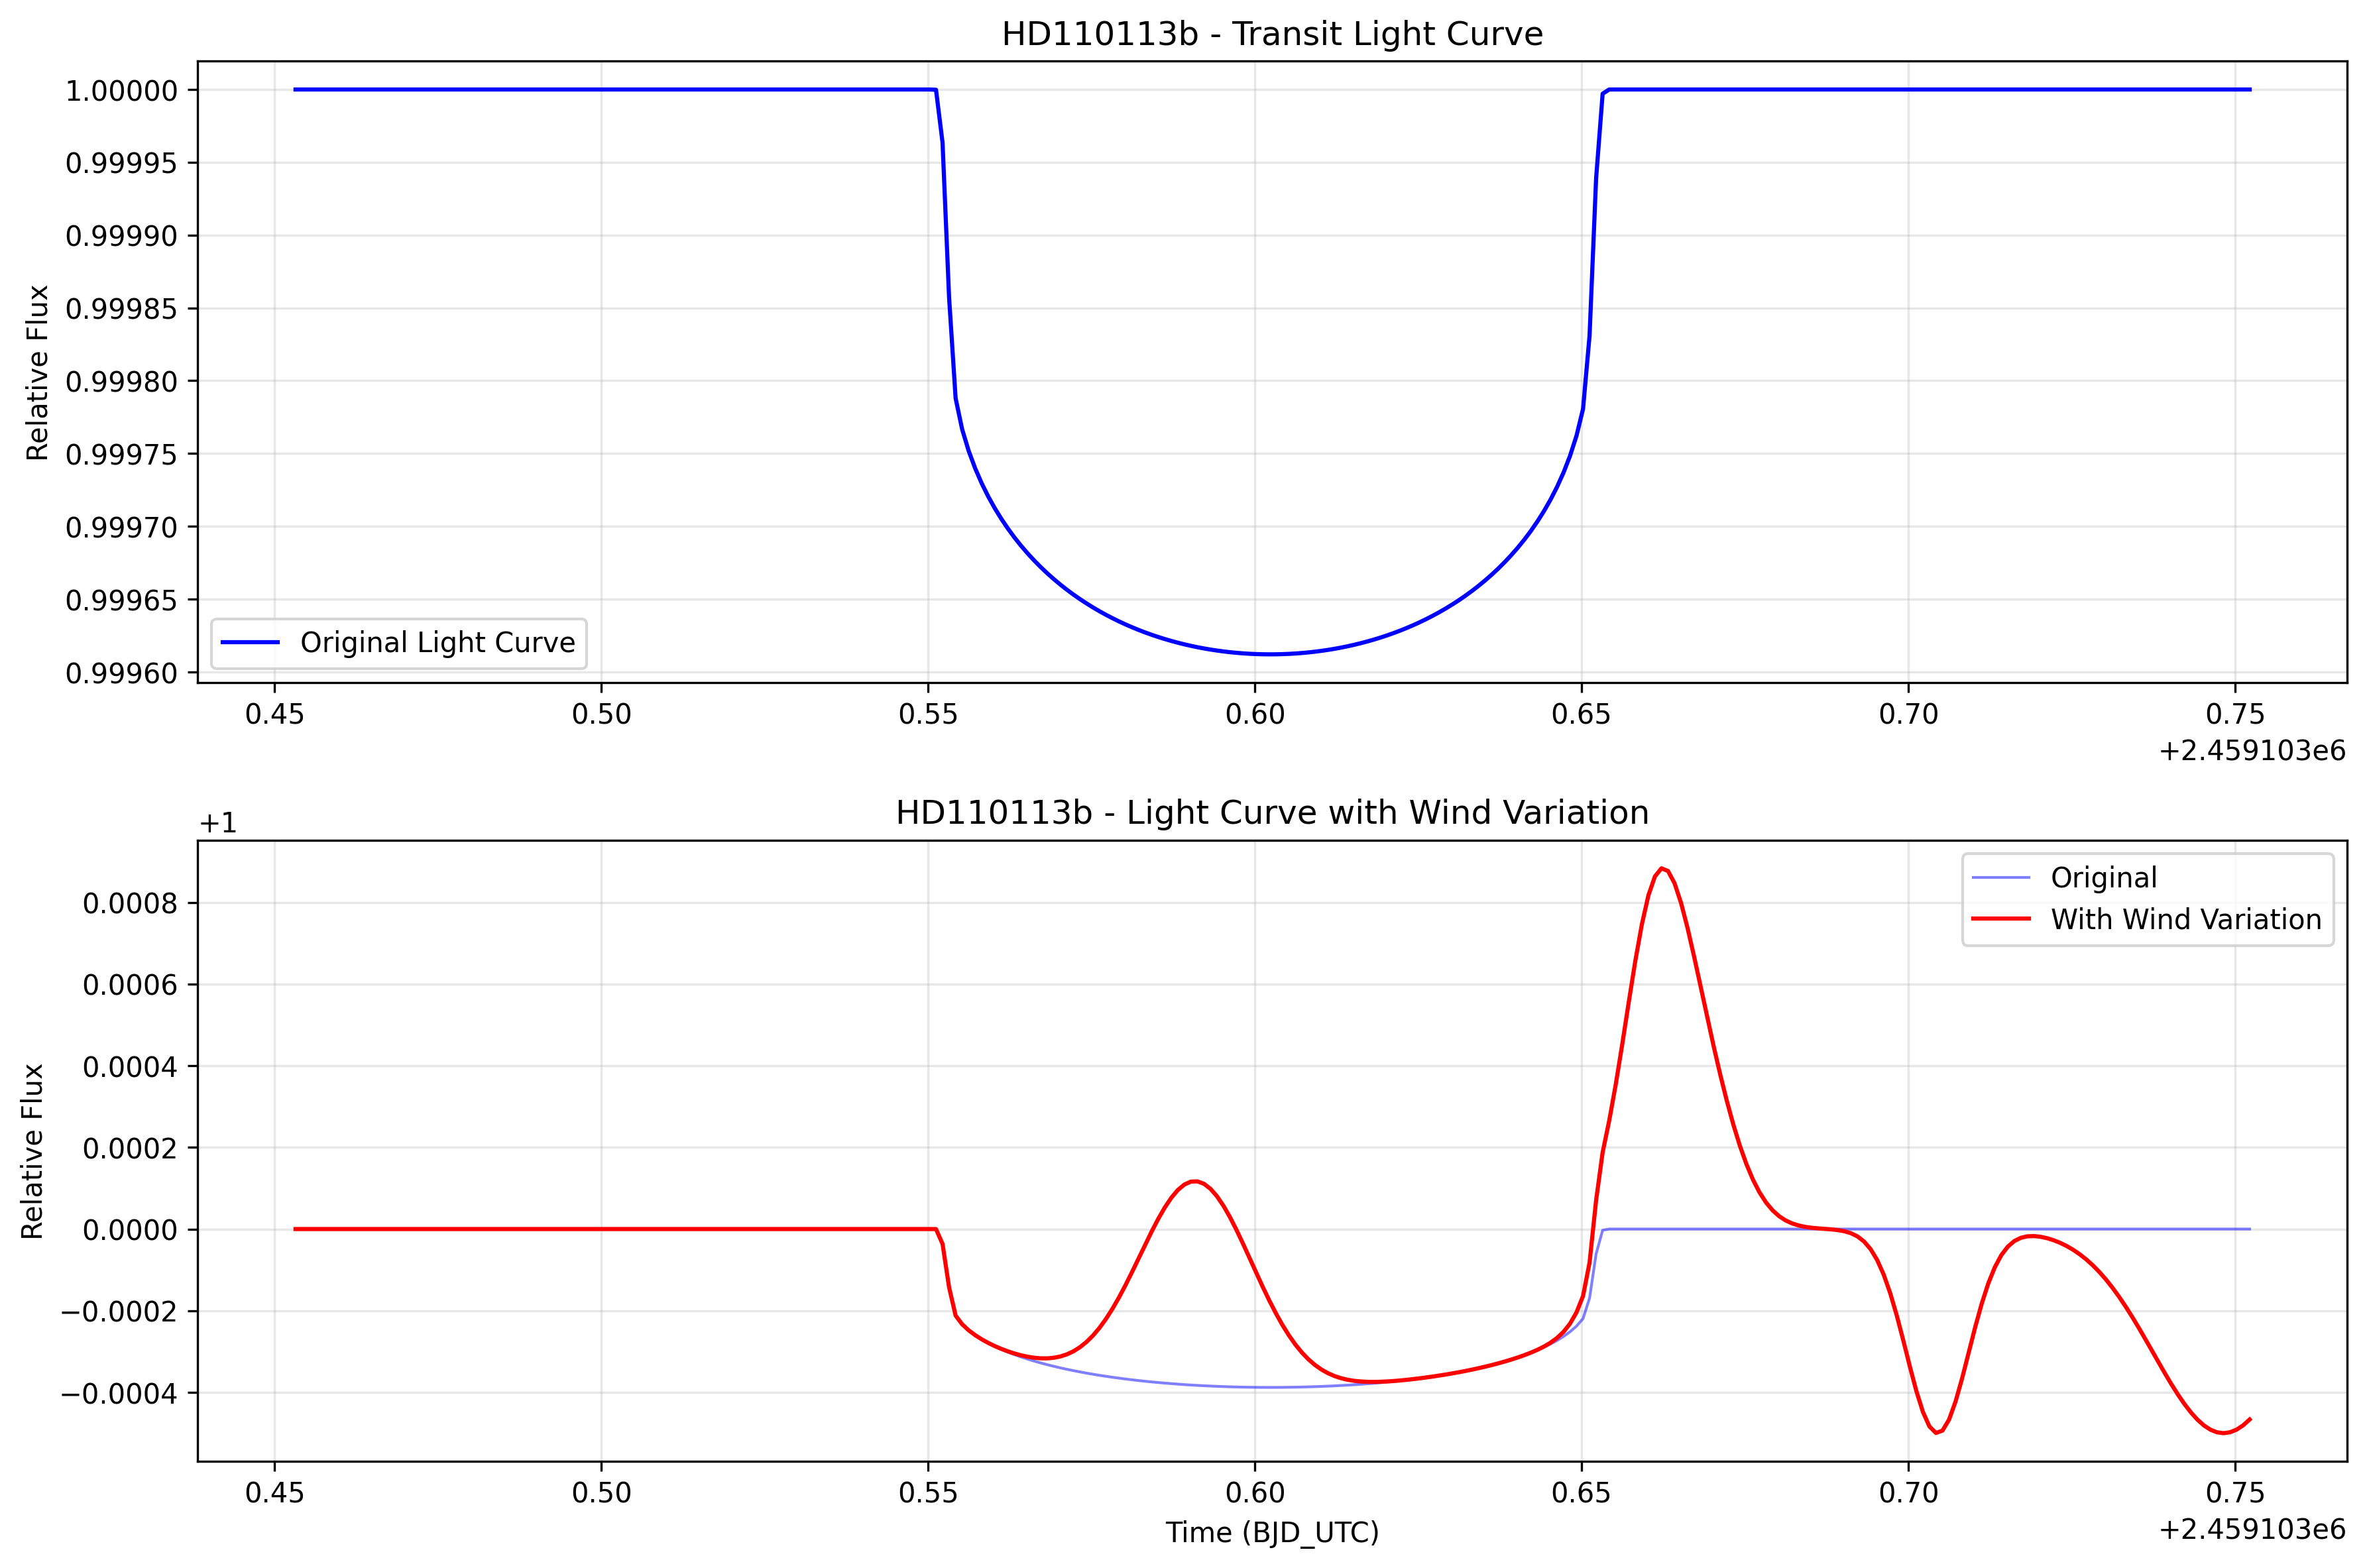 HD110113b - Transit Light Curve
Relative Flux
1.00000
0.99995
0.99990
0.99985
0.99980
0.99975
0.99970
0.99965
0.99960
Original Light Curve
0.45 0.50 0.55 0.60 0.65 0.70 0.75
+2.459103e6
HD110113b - Light Curve with Wind Variation
+1
Relative Flux
0.0008
0.0006
0.0004
0.0002
0.0000
−0.0002
−0.0004
Original
With Wind Variation
0.45 0.50 0.55 0.60 0.65 0.70 0.75
Time (BJD_UTC)
+2.459103e6